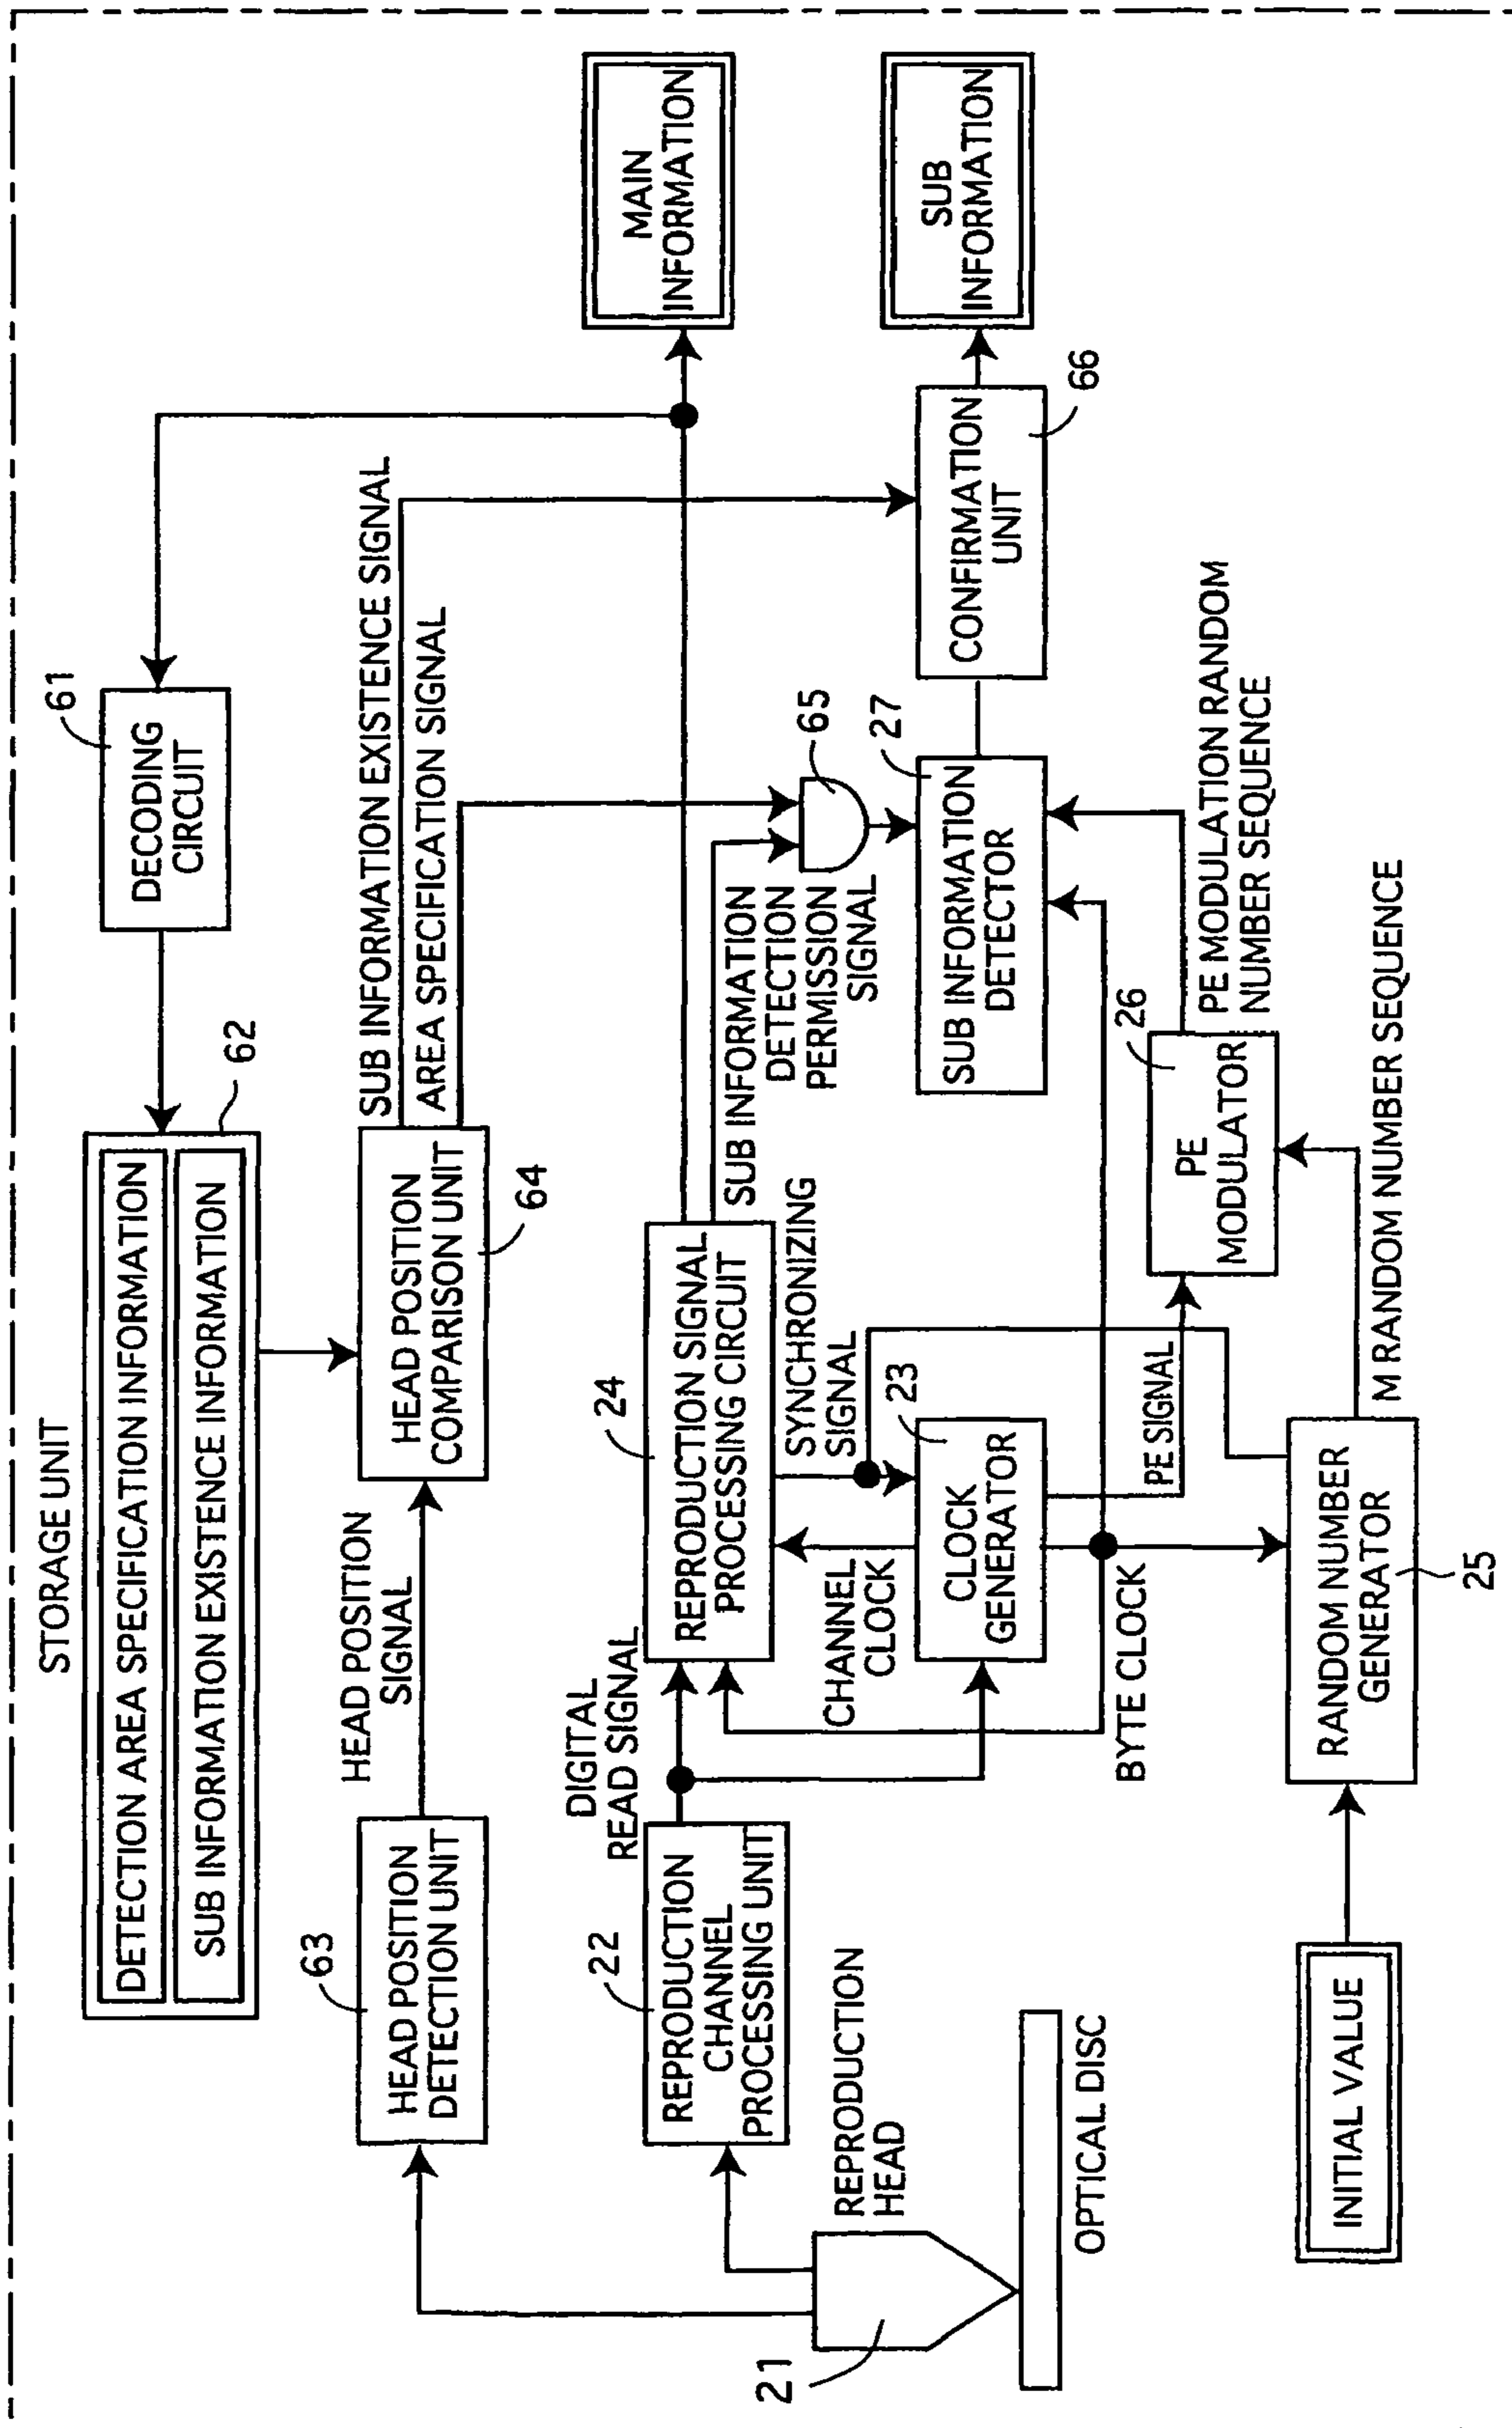 STORAGE UNIT
DETECTION AREA SPECIFICATION INFORMATION
SUB INFORMATION EXISTENCE INFORMATION
62
DECODING
CIRCUIT
61
63
HEAD POSITION
DETECTION UNIT
HEAD POSITION
SIGNAL
HEAD POSITION
COMPARISON UNIT
64
SUB INFORMATION EXISTENCE SIGNAL
AREA SPECIFICATION SIGNAL
22
REPRODUCTION
CHANNEL
PROCESSING UNIT
DIGITAL
READ SIGNAL
24
REPRODUCTION SIGNAL
PROCESSING CIRCUIT
MAIN
INFORMATION
SUB INFORMATION
DETECTION
PERMISSION
SIGNAL
65
SYNCHRONIZING
SIGNAL
CHANNEL
CLOCK
23
CLOCK
GENERATOR
27
SUB INFORMATION
DETECTOR
CONFIRMATION
UNIT
66
SUB
INFORMATION
REPRODUCTION
HEAD
21
OPTICAL DISC
BYTE CLOCK
PE SIGNAL
26
PE
MODULATOR
PE MODULATION RANDOM
NUMBER SEQUENCE
INITIAL VALUE
RANDOM NUMBER
GENERATOR
25
M RANDOM NUMBER SEQUENCE